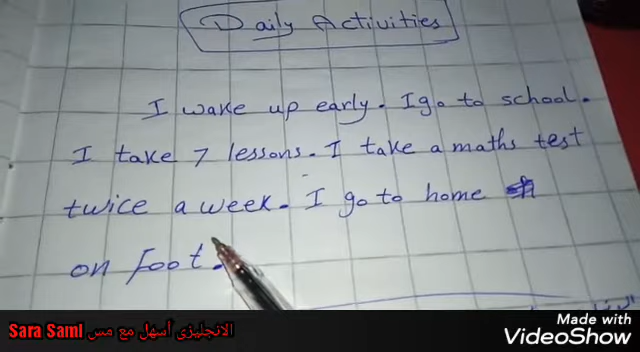 Daily Activities
I wake up early. I go to school.
I take 7 lessons. I take a maths test
twice a week. I go to home
on foot.
Sara Sami الانجليزى أسهل مع مس
Made with
VideoShow